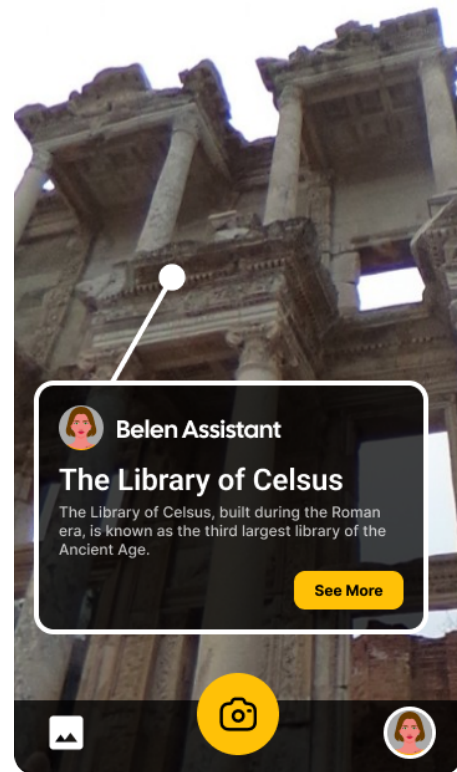 Belen Assistant
The Library of Celsus
The Library of Celsus, built during the Roman
era, is known as the third largest library of the
Ancient Age.
See More